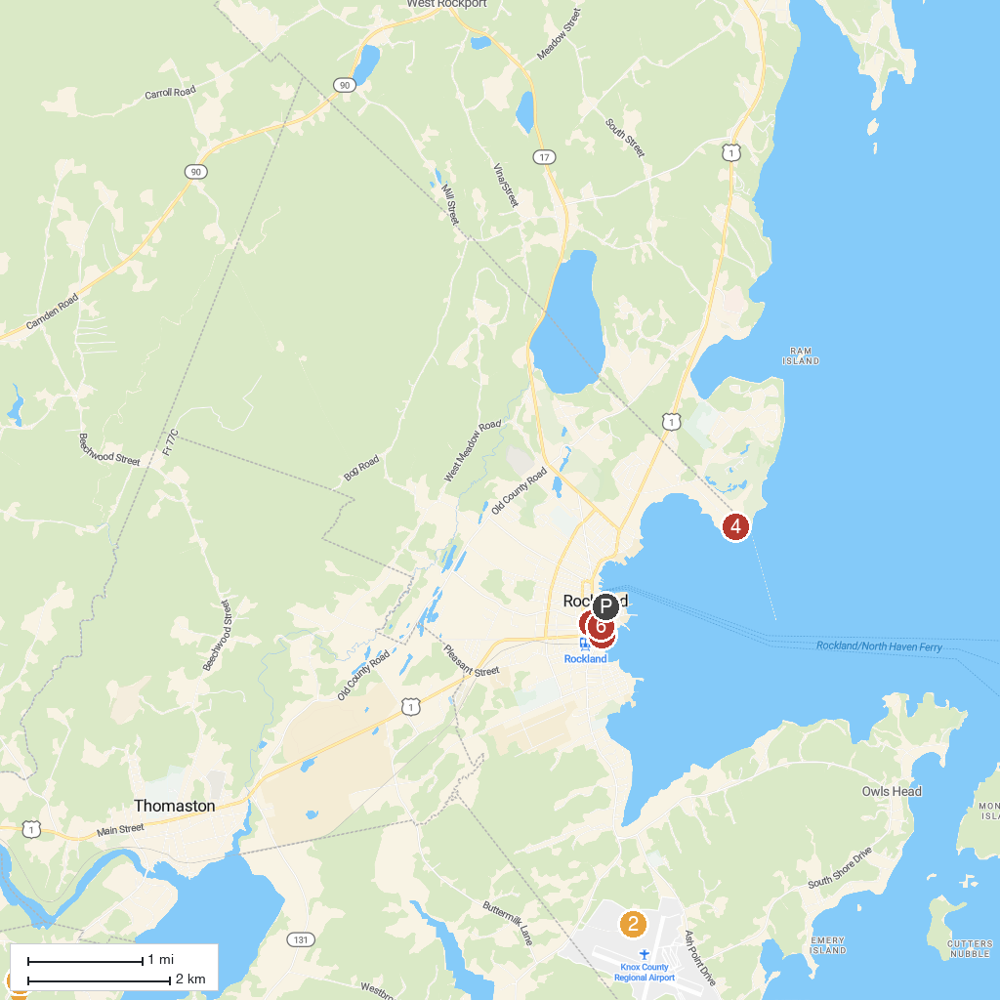 West Rockport
Meadow Street
Carroll Road
90
17
South Street
1
90
Vina Street
Mill Street
Camden Road
RAM
ISLAND
1
Fr 77C
Beechwood Street
West Meadow Road
Bog Road
Old County Road
4
Rockland
P
6
Rockland
Beechwood Street
Rockland/North Haven Ferry
Pleasant Street
Old County Road
1
Owls Head
Thomaston
MON
ISLA
1
Main Street
South Shore Drive
Buttermilk Lane
2
131
Ash Point Drive
EMERY
ISLAND
CUTTERS
NUBBLE
Knox County
Regional Airport
1 mi
2 km
Westbro